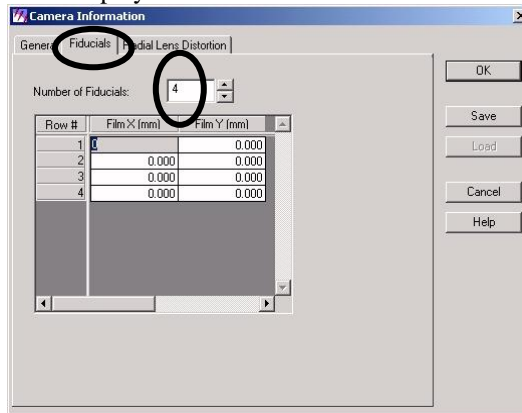 Camera Information
General Fiducials Radial Lens Distortion
OK
Number of Fiducials: 4
Save
Row # Film X (mm) Film Y (mm)
Load
1 0 0.000
2 0.000 0.000
3 0.000 0.000
4 0.000 0.000
Cancel
Help